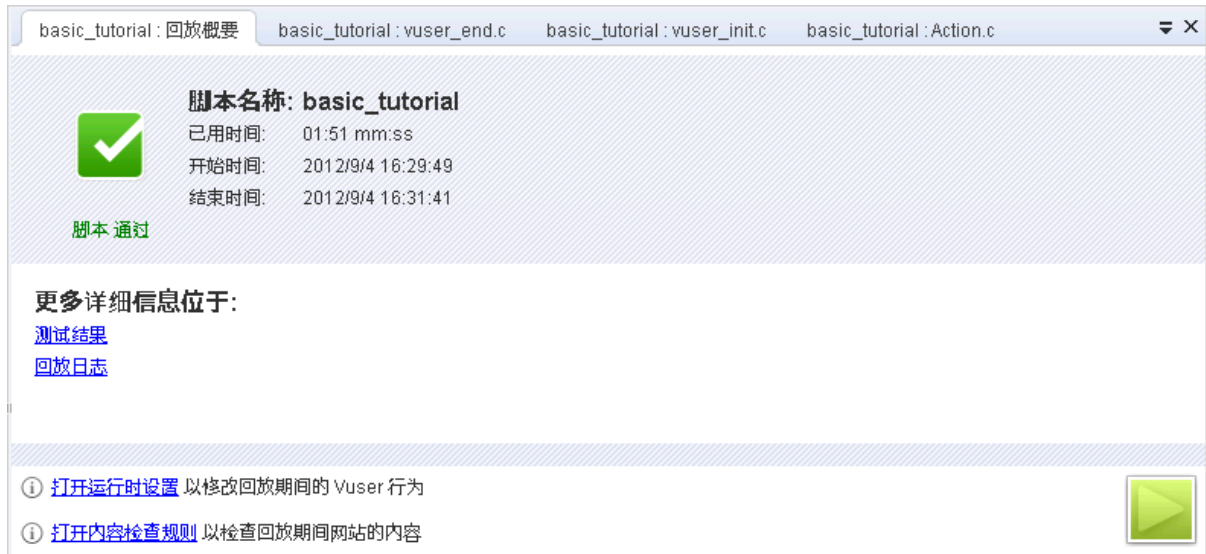 basic_tutorial : 回放概要 basic_tutorial : vuser_end.c basic_tutorial : vuser_init.c basic_tutorial : Action.c
脚本名称: basic_tutorial
已用时间: 01:51 mm:ss
开始时间: 2012/9/4 16:29:49
结束时间: 2012/9/4 16:31:41
脚本 通过
更多详细信息位于:
测试结果
回放日志
打开运行时设置 以修改回放期间的 Vuser 行为
打开内容检查规则 以检查回放期间网站的内容